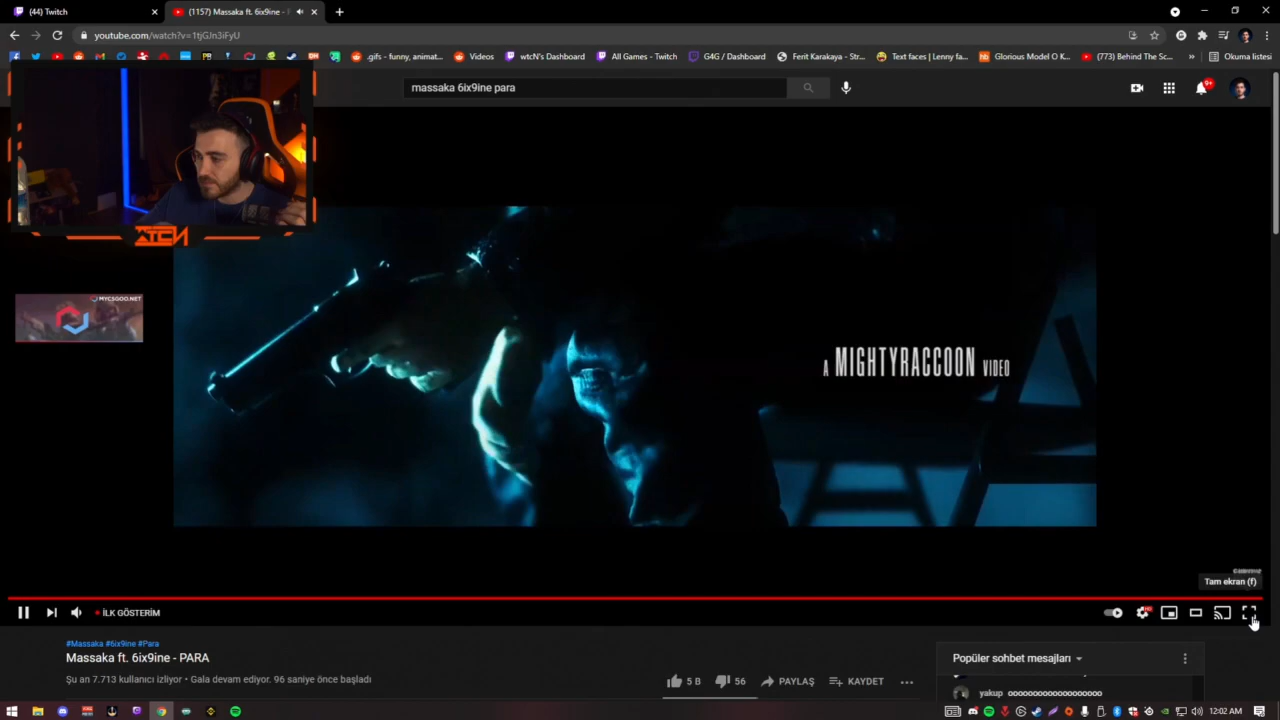 (44) Twitch
(1157) Massaka ft. 6ix9ine - P
youtube.com/watch?v=1tjGJn3iFyU
.gifs - funny, animat...
Videos
wtcN's Dashboard
All Games - Twitch
G4G / Dashboard
Ferit Karakaya - Str...
Text faces | Lenny fa...
Glorious Model O K...
(773) Behind The Sc...
Okuma listesi
massaka 6ix9ine para
9+
MYCSGOO.NET
A MIGHTYRACCOON VIDEO
Tam ekran (f)
İLK GÖSTERİM
#Massaka #6ix9ine #Para
Massaka ft. 6ix9ine - PARA
Şu an 7.713 kullanıcı izliyor • Gala devam ediyor. 96 saniye önce başladı
5 B
56
PAYLAŞ
KAYDET
Popüler sohbet mesajları
yakup ooooooooooooooooooo
12:02 AM